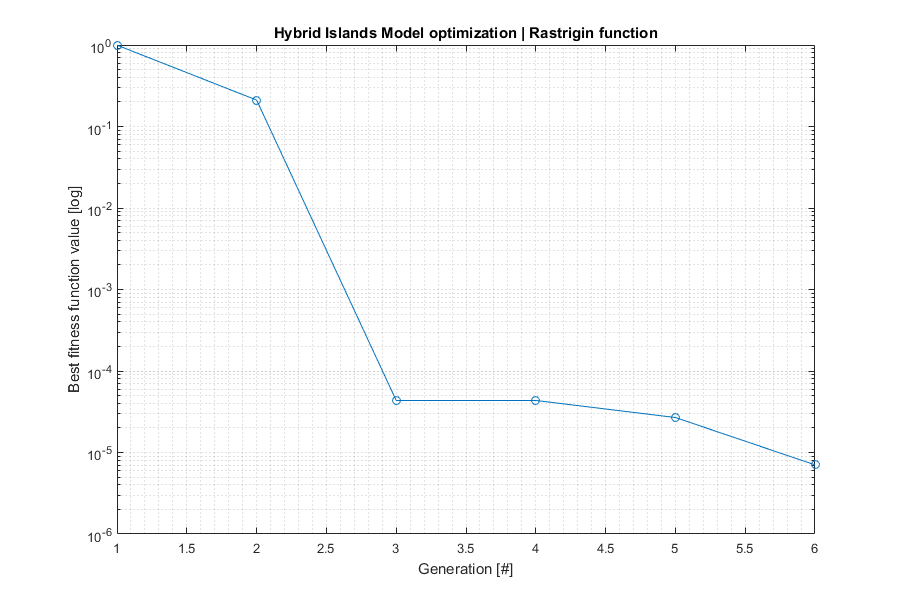 Hybrid Islands Model optimization | Rastrigin function
10^0
10^-1
10^-2
10^-3
10^-4
10^-5
10^-6
Best fitness function value [log]
1 1.5 2 2.5 3 3.5 4 4.5 5 5.5 6
Generation [#]